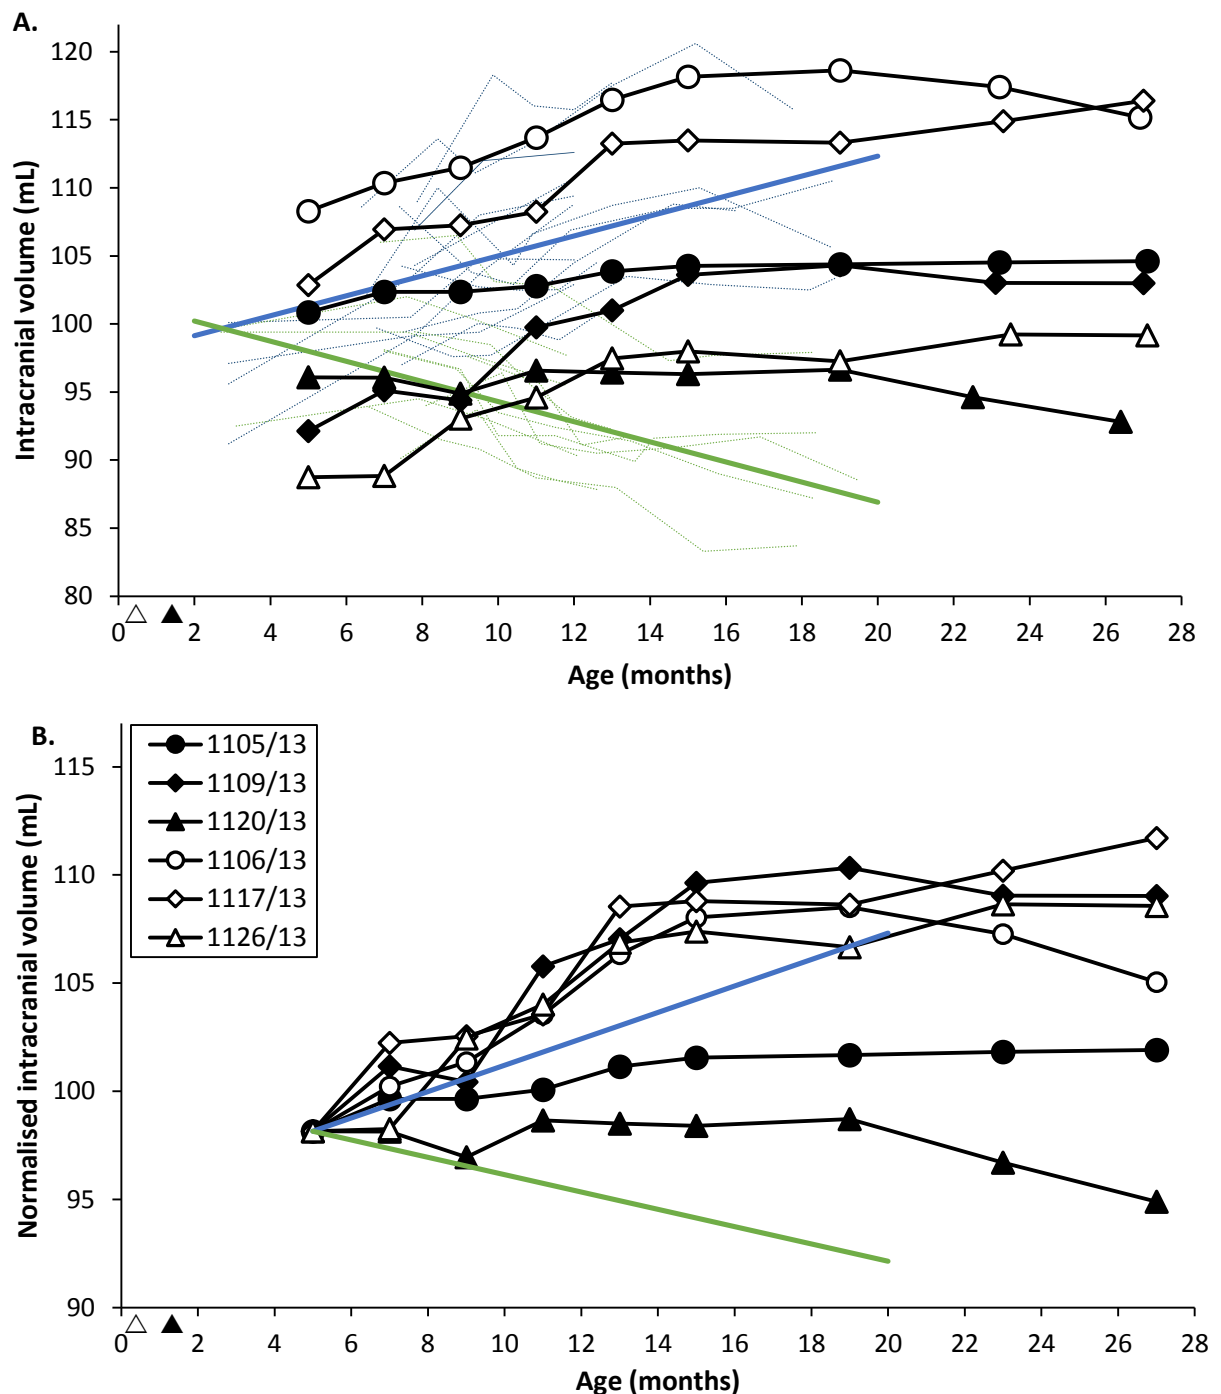 A.
Intracranial volume (mL)
120
115
110
105
100
95
90
85
80
0 2 4 6 8 10 12 14 16 18 20 22 24 26 28
Age (months)
B.
Normalised intracranial volume (mL)
1105/13
1109/13
1120/13
1106/13
1117/13
1126/13
115
110
105
100
95
90
0 2 4 6 8 10 12 14 16 18 20 22 24 26 28
Age (months)